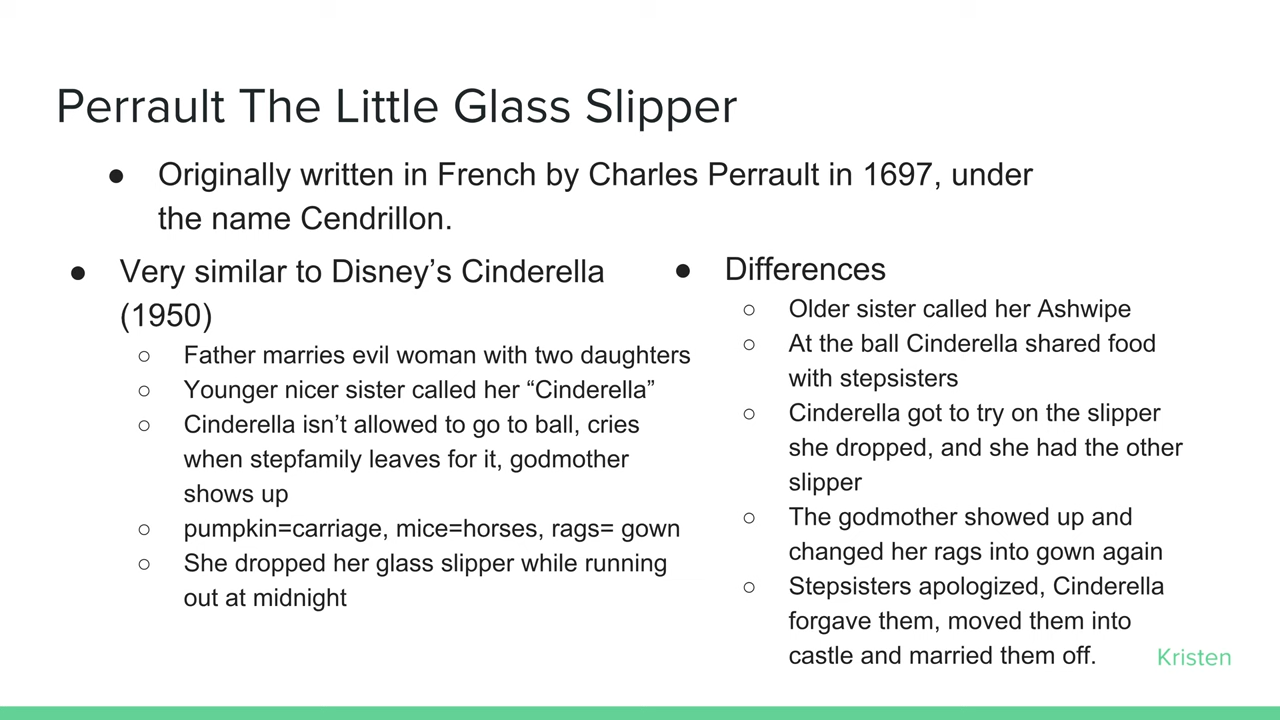 Perrault The Little Glass Slipper
● Originally written in French by Charles Perrault in 1697, under
the name Cendrillon.
● Very similar to Disney’s Cinderella
(1950)
○ Father marries evil woman with two daughters
○ Younger nicer sister called her “Cinderella”
○ Cinderella isn’t allowed to go to ball, cries
when stepfamily leaves for it, godmother
shows up
○ pumpkin=carriage, mice=horses, rags= gown
○ She dropped her glass slipper while running
out at midnight
● Differences
○ Older sister called her Ashwipe
○ At the ball Cinderella shared food
with stepsisters
○ Cinderella got to try on the slipper
she dropped, and she had the other
slipper
○ The godmother showed up and
changed her rags into gown again
○ Stepsisters apologized, Cinderella
forgave them, moved them into
castle and married them off.
Kristen